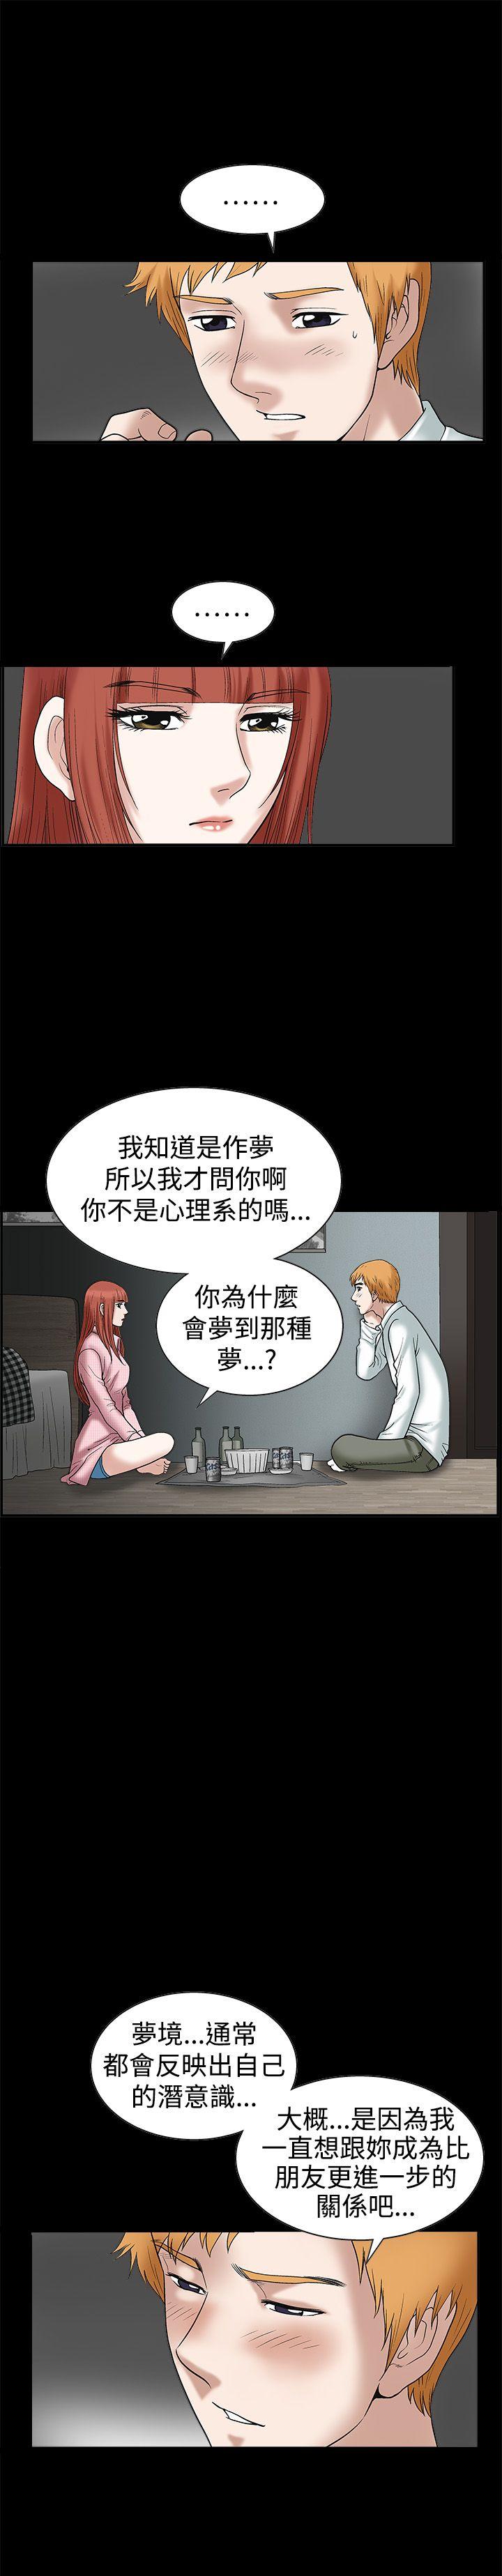 ......
......
我知道是作夢
所以我才問你啊
你不是心理系的嗎...
你為什麼
會夢到那種
夢...?
夢境...通常
都會反映出自己
的潛意識...
大概...是因為我
一直想跟妳成為比
朋友更進一步的
關係吧...